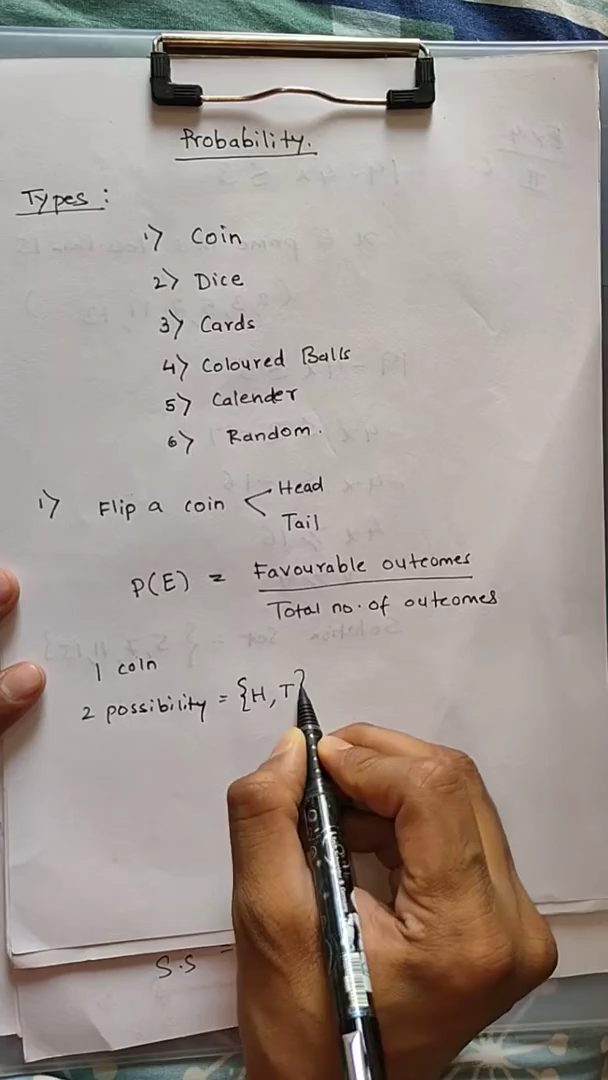 Probability.
Types :
1) Coin
2) Dice
3) Cards
4) Coloured Balls
5) Calender
6) Random.
1) Flip a coin < Head
Tail
P(E) = Favourable outcomes
Total no. of outcomes
1 coin
2 possibility = {H, T}
S.S